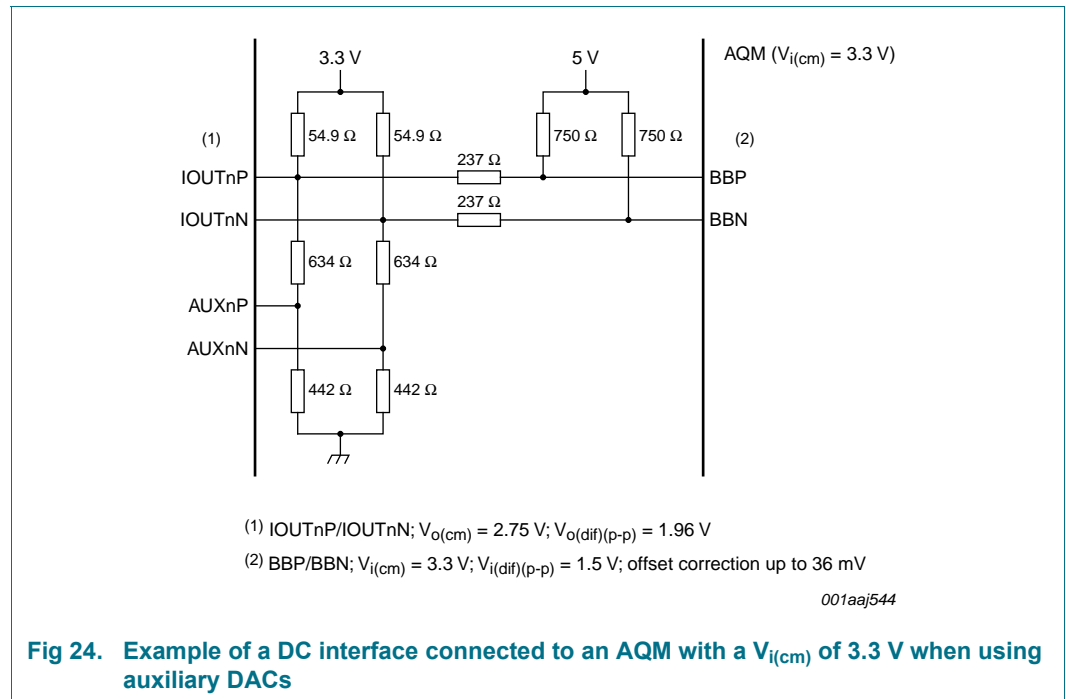 3.3 V
5 V
AQM (Vi(cm) = 3.3 V)
(1)
54.9 Ω
54.9 Ω
750 Ω
750 Ω
(2)
237 Ω
IOUTnP
BBP
237 Ω
IOUTnN
BBN
634 Ω
634 Ω
AUXnP
AUXnN
442 Ω
442 Ω
(1) IOUTnP/IOUTnN; Vo(cm) = 2.75 V; Vo(dif)(p-p) = 1.96 V
(2) BBP/BBN; Vi(cm) = 3.3 V; Vi(dif)(p-p) = 1.5 V; offset correction up to 36 mV
001aaj544
Fig 24. Example of a DC interface connected to an AQM with a Vi(cm) of 3.3 V when using
auxiliary DACs